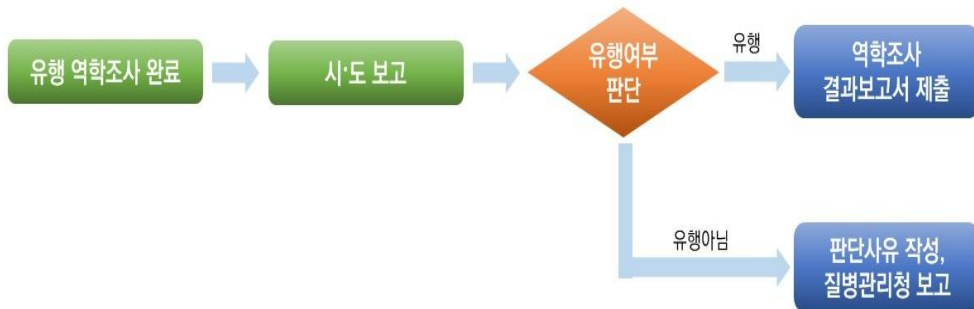 유행 역학조사 완료
시·도 보고
유행여부
판단
유행
역학조사
결과보고서 제출
유행아님
판단사유 작성,
질병관리청 보고